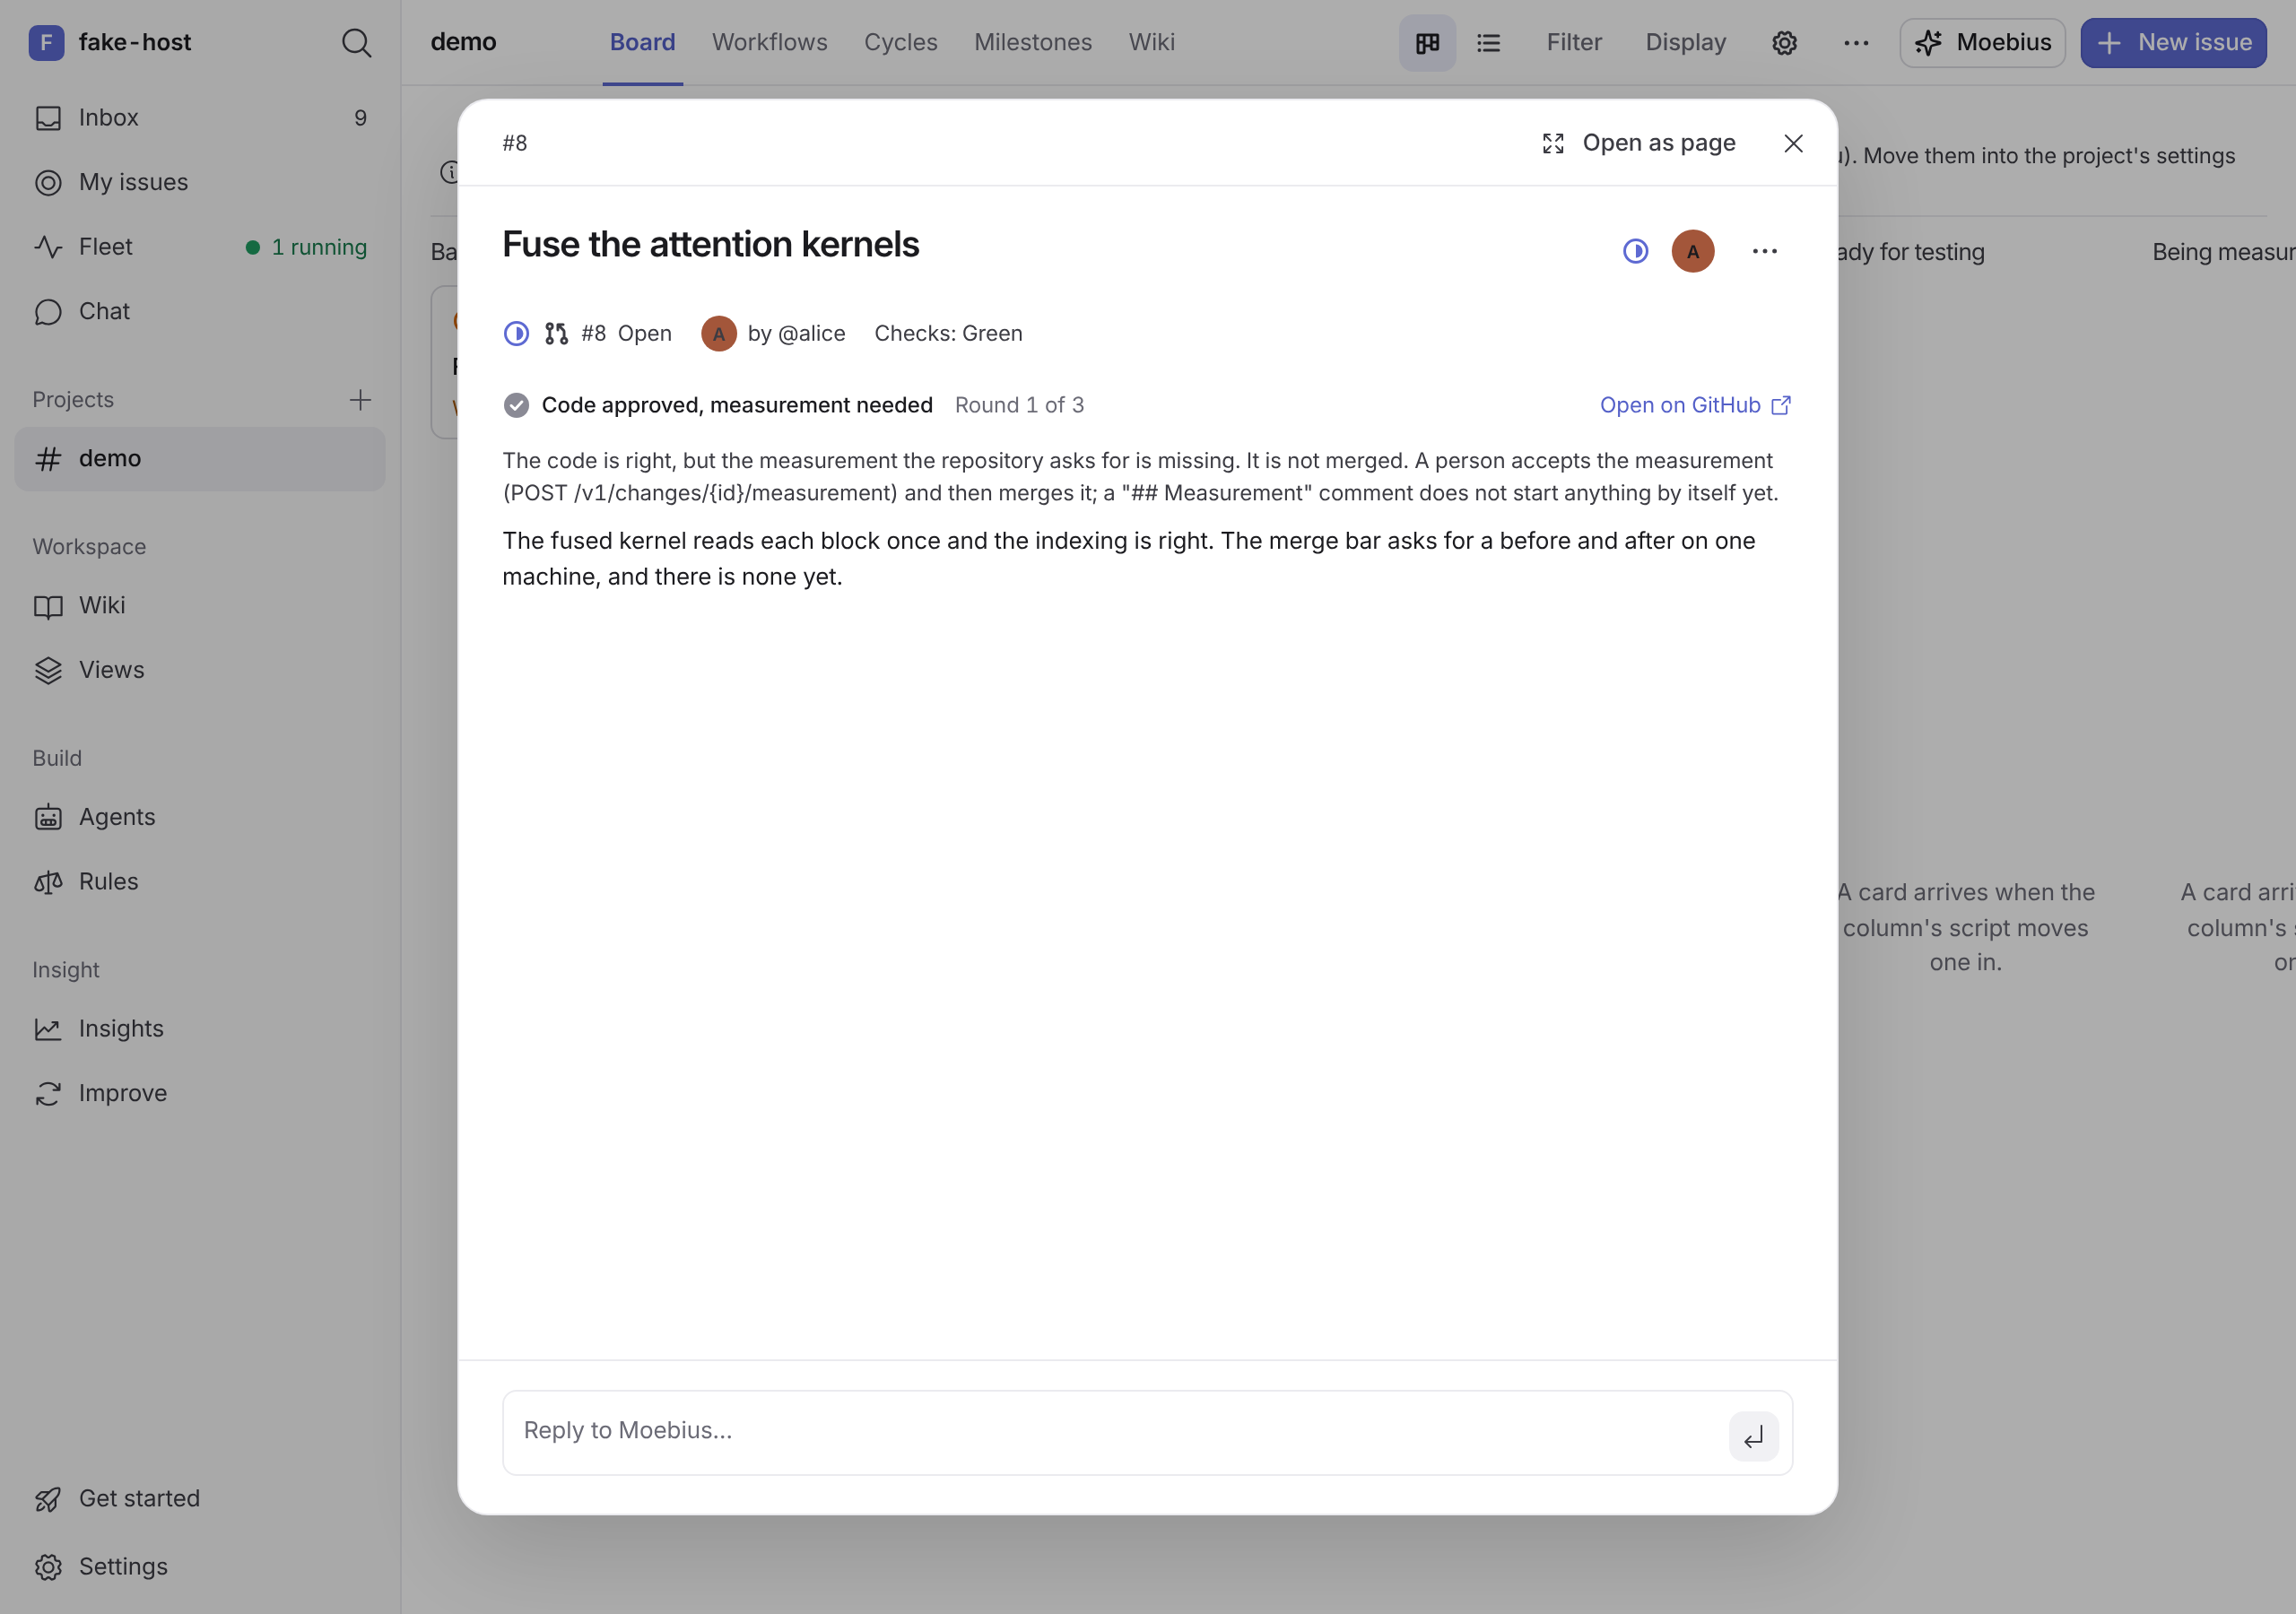 F fake-host
Inbox 9
My issues
Fleet 1 running
Chat
Projects
demo
Workspace
Wiki
Views
Build
Agents
Rules
Insight
Insights
Improve
Get started
Settings
demo Board Workflows Cycles Milestones Wiki Filter Display Moebius New issue
). Move them into the project's settings
Ba
ady for testing
Being measur
A card arrives when the
column's script moves
one in.
A card arri
column's
or
#8 Open as page
Fuse the attention kernels A
#8 Open A by @alice Checks: Green
Code approved, measurement needed Round 1 of 3 Open on GitHub
The code is right, but the measurement the repository asks for is missing. It is not merged. A person accepts the measurement
(POST /v1/changes/{id}/measurement) and then merges it; a "## Measurement" comment does not start anything by itself yet.
The fused kernel reads each block once and the indexing is right. The merge bar asks for a before and after on one
machine, and there is none yet.
Reply to Moebius...